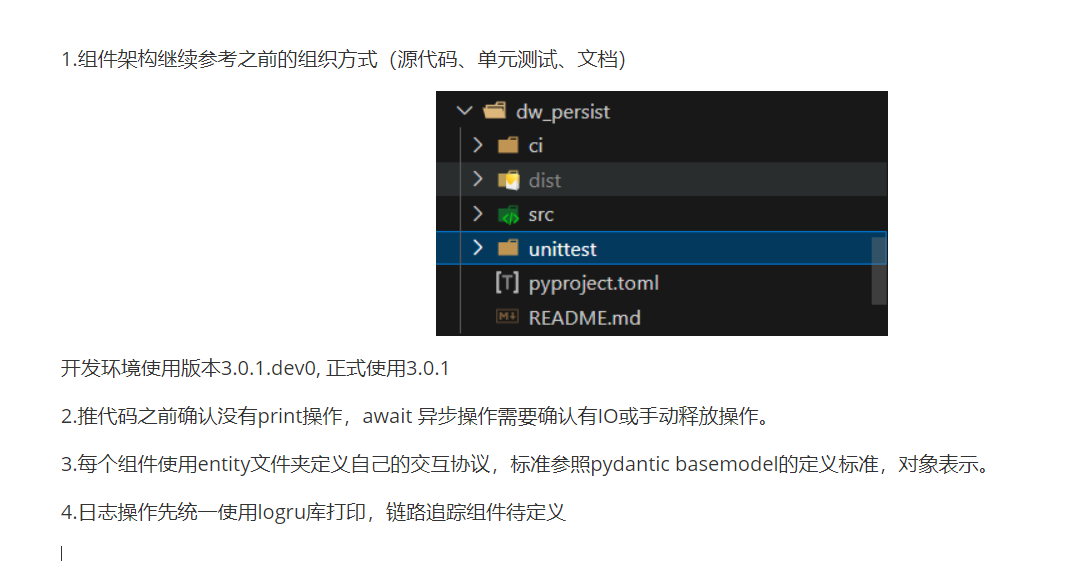 1.组件架构继续参考之前的组织方式（源代码、单元测试、文档)
dw_persist
ci
dist
src
unittest
[T] pyproject.toml
M↓ README.md
开发环境使用版本3.0.1.dev0, 正式使用3.0.1
2.推代码之前确认没有print操作，await 异步操作需要确认有IO或手动释放操作。
3.每个组件使用entity文件夹定义自己的交互协议，标准参照pydantic basemodel的定义标准，对象表示。
4.日志操作先统一使用logru库打印，链路追踪组件待定义